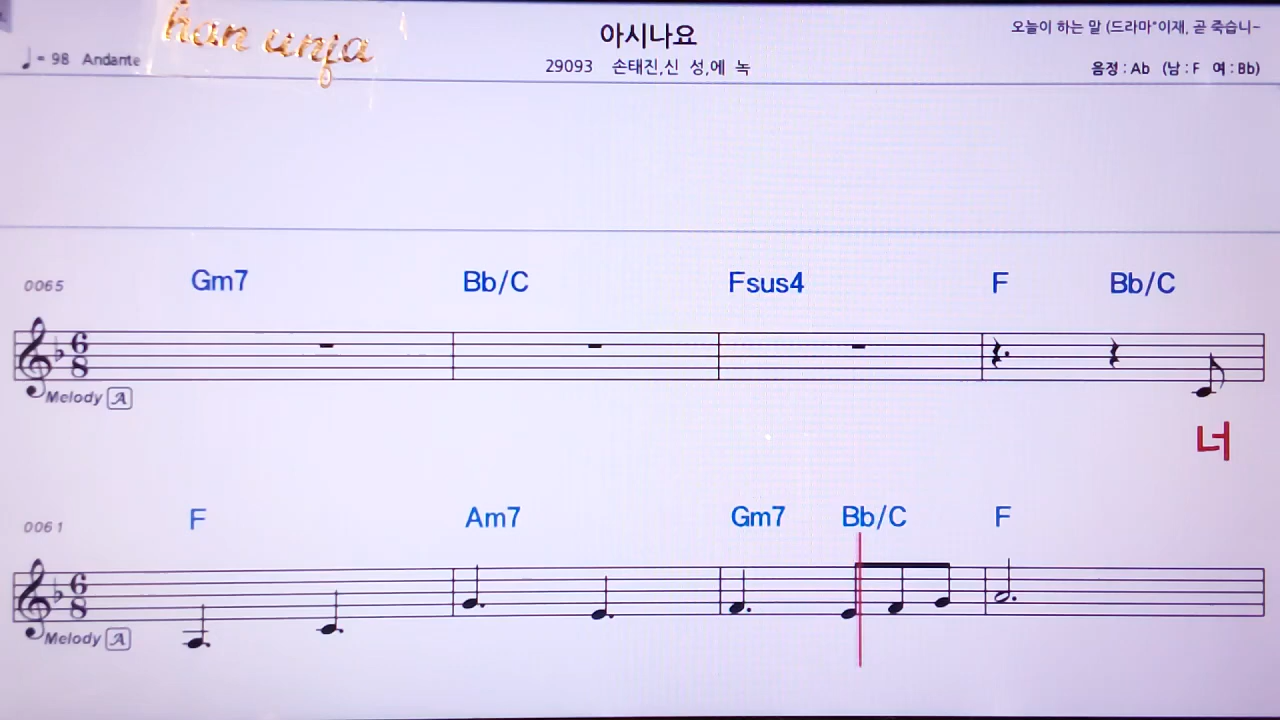 han unja
아시나요
오늘이 하는 말 (드라마"이재, 곧 죽습니~
♩= 98 Andante
29093 손태진,신 성,에 녹
음정 : Ab (남 : F 여 : Bb)
0065 Gm7 Bb/C Fsus4 F Bb/C
6 8
Melody A
너
0061 F Am7 Gm7 Bb/C F
6 8
Melody A